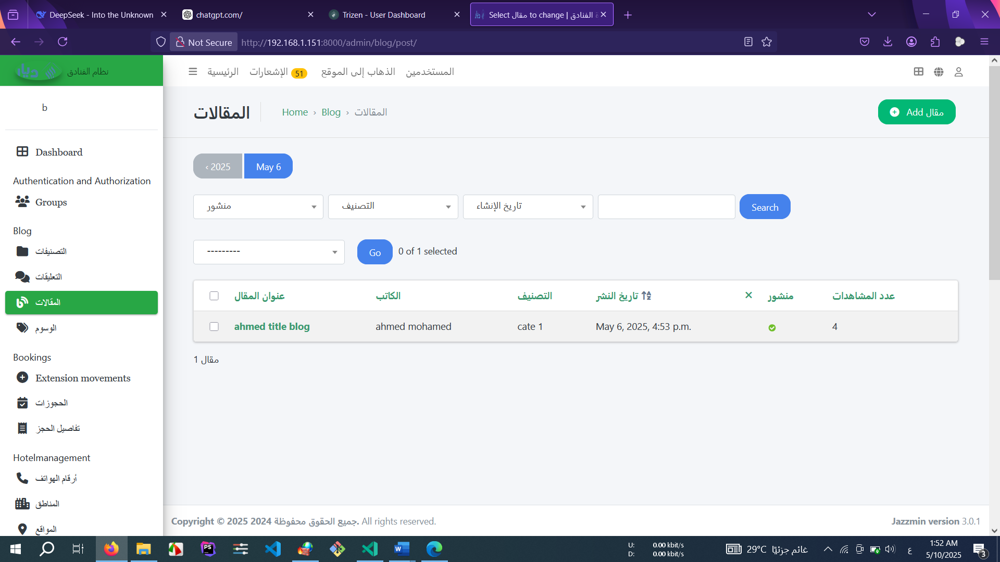 DeepSeek - Into the Unknown
chatgpt.com/
Trizen - User Dashboard
Select مقال to change | ة الفنادق
Not Secure
http://192.168.1.151:8000/admin/blog/post/
نظام الفنادق
الرئيسية
الإشعارات 51
الذهاب إلى الموقع
المستخدمين
b
المقالات
Home › Blog › المقالات
Add مقال
Dashboard
Authentication and Authorization
Groups
Blog
التصنيفات
التعليقات
المقالات
الوسوم
Bookings
Extension movements
الحجوزات
تفاصيل الحجز
Hotelmanagement
أرقام الهواتف
المناطق
المواقع
‹ 2025
May 6
منشور
التصنيف
تاريخ الإنشاء
Search
---------
Go
0 of 1 selected
عنوان المقال
الكاتب
التصنيف
تاريخ النشر
منشور
عدد المشاهدات
ahmed title blog
ahmed mohamed
cate 1
May 6, 2025, 4:53 p.m.
4
1 مقال
Copyright © 2025 2024 جميع الحقوق محفوظة. All rights reserved.
Jazzmin version 3.0.1
U: 0.00 kbit/s
D: 0.00 kbit/s
29°C غائم جزئيًا
ع
1:52 AM
5/10/2025
3